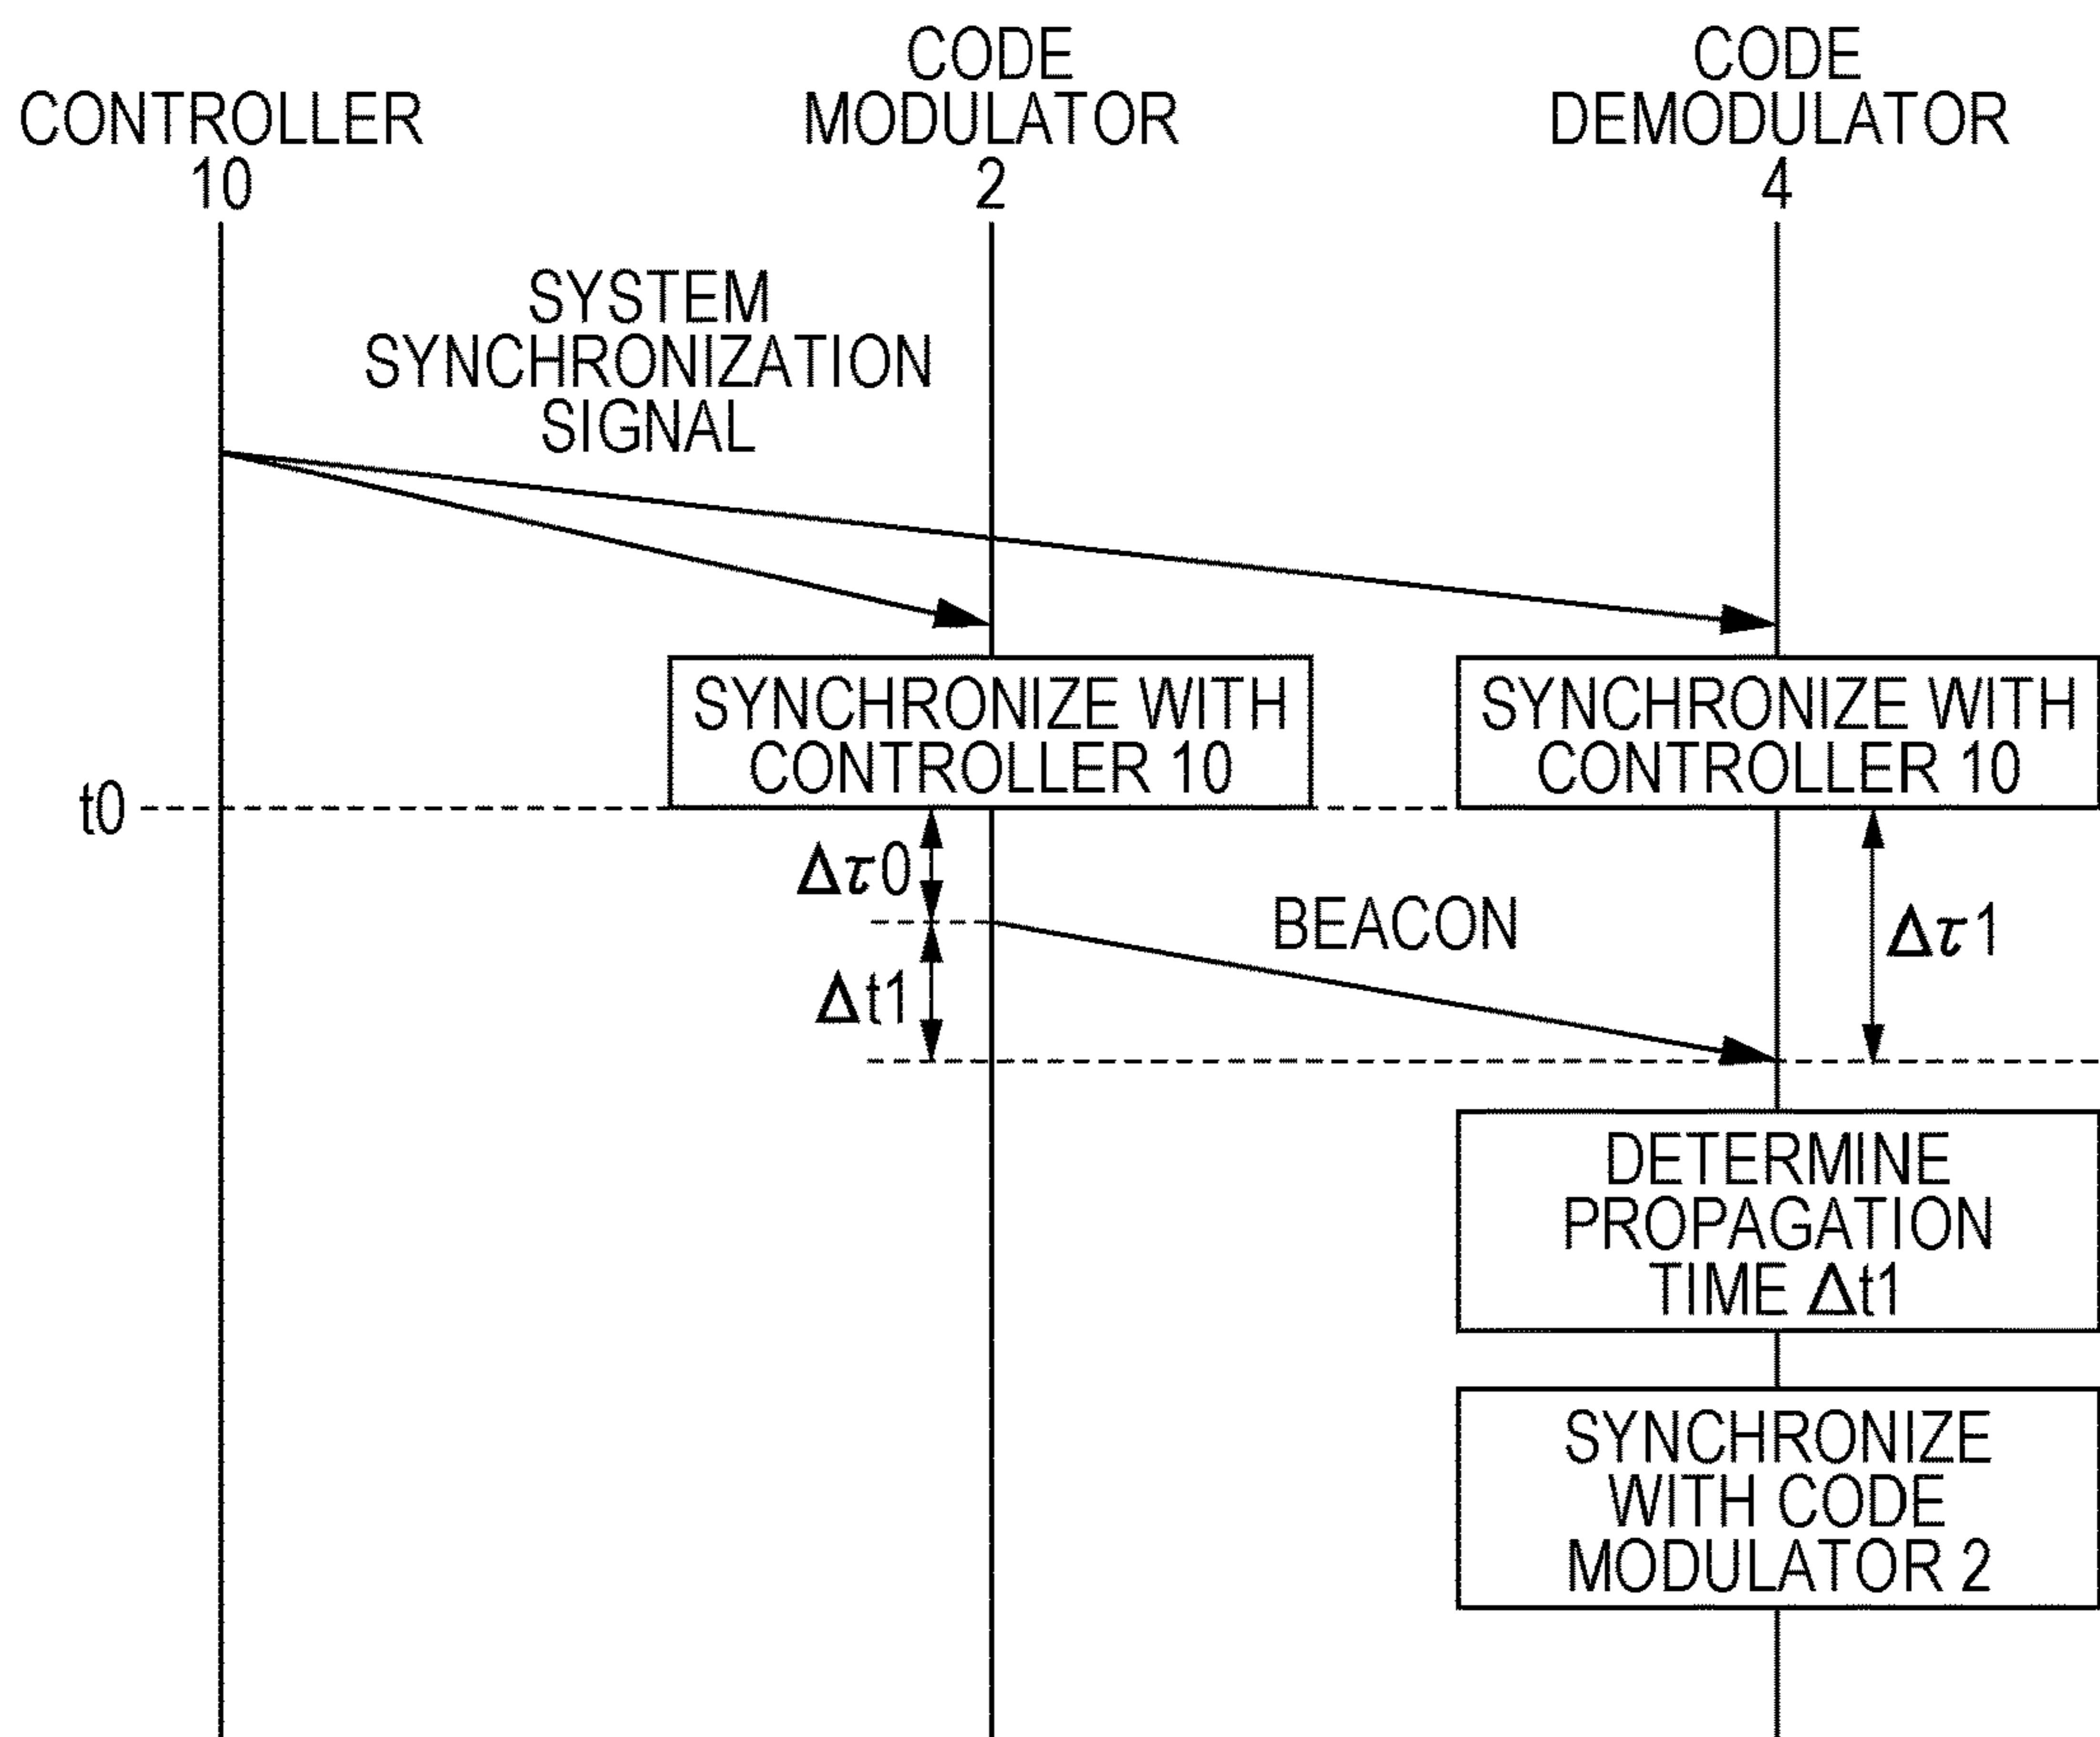 CONTROLLER
10
CODE
MODULATOR
2
CODE
DEMODULATOR
4
SYSTEM
SYNCHRONIZATION
SIGNAL
SYNCHRONIZE WITH
CONTROLLER 10
SYNCHRONIZE WITH
CONTROLLER 10
t0
Δτ0
BEACON
Δτ1
Δt1
DETERMINE
PROPAGATION
TIME Δt1
SYNCHRONIZE
WITH CODE
MODULATOR 2